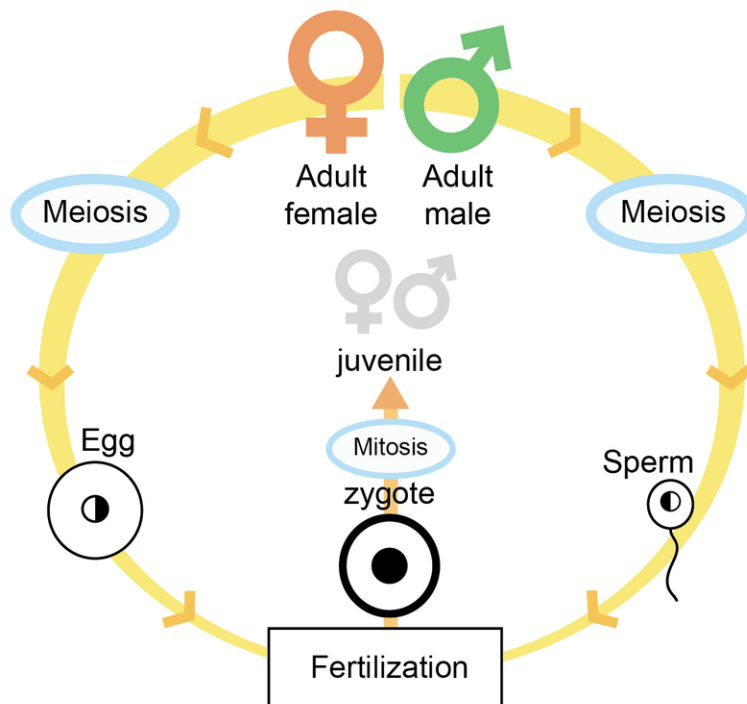 Adult
female
Adult
male
Meiosis
Meiosis
juvenile
Mitosis
Egg
zygote
Sperm
Fertilization